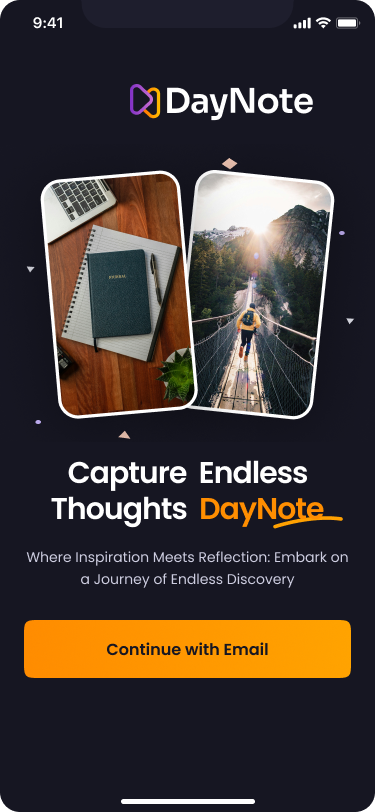 9:41
DayNote
JOURNAL
Capture Endless
Thoughts DayNote
Where Inspiration Meets Reflection: Embark on
a Journey of Endless Discovery
Continue with Email